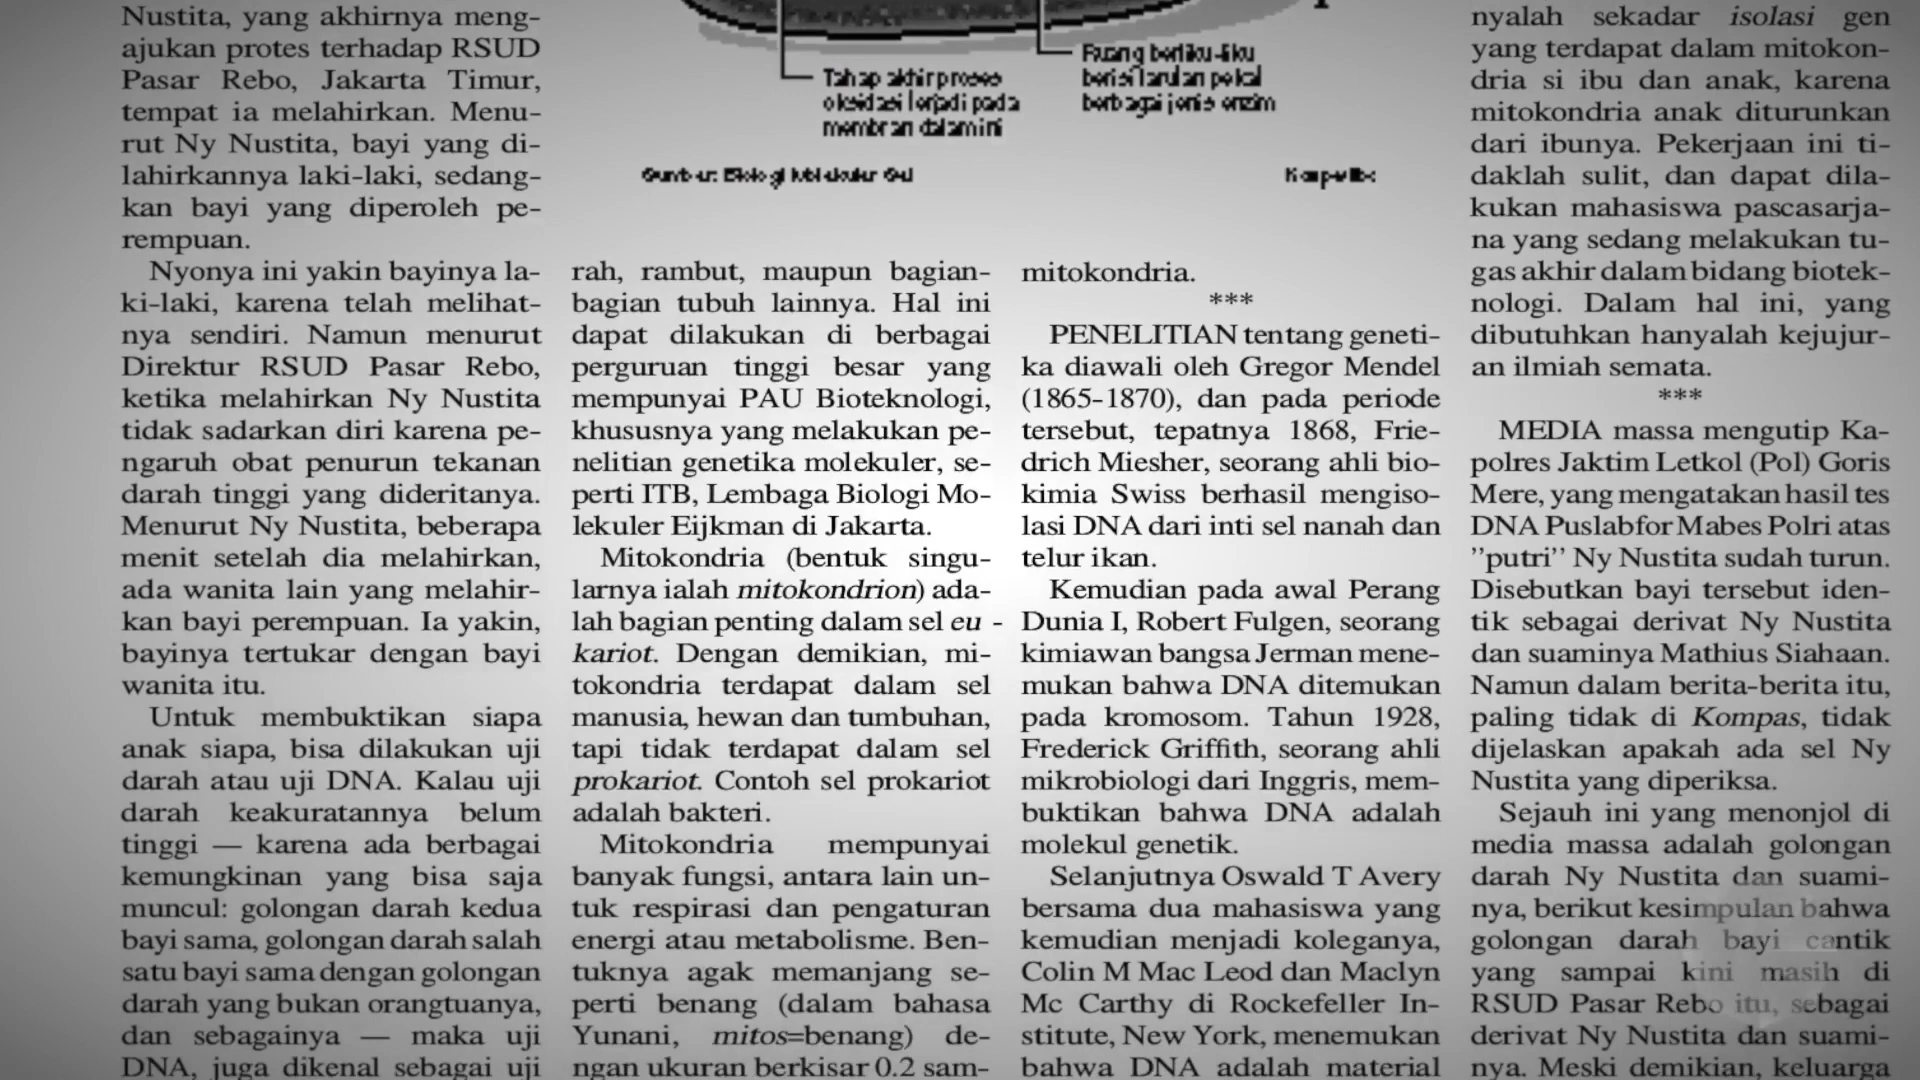 Nustita, yang akhirnya meng-
ajukan protes terhadap RSUD
Pasar Rebo, Jakarta Timur,
tempat ia melahirkan. Menu-
rut Ny Nustita, bayi yang di-
lahirkannya laki-laki, sedang-
kan bayi yang diperoleh pe-
rempuan.
Nyonya ini yakin bayinya la-
ki-laki, karena telah melihat-
nya sendiri. Namun menurut
Direktur RSUD Pasar Rebo,
ketika melahirkan Ny Nustita
tidak sadarkan diri karena pe-
ngaruh obat penurun tekanan
darah tinggi yang dideritanya.
Menurut Ny Nustita, beberapa
menit setelah dia melahirkan,
ada wanita lain yang melahir-
kan bayi perempuan. Ia yakin,
bayinya tertukar dengan bayi
wanita itu.
Untuk membuktikan siapa
anak siapa, bisa dilakukan uji
darah atau uji DNA. Kalau uji
darah keakuratannya belum
tinggi — karena ada berbagai
kemungkinan yang bisa saja
muncul: golongan darah kedua
bayi sama, golongan darah salah
satu bayi sama dengan golongan
darah yang bukan orangtuanya,
dan sebagainya — maka uji
DNA, juga dikenal sebagai uji
Tahap akhir proses
oksidasi terjadi pada
membran dalam ini
Ruang berliku-liku
berisi larutan pekat
berbagai jenis enzim
Sumber: Biologi Molekuler Sel
rah, rambut, maupun bagian-
bagian tubuh lainnya. Hal ini
dapat dilakukan di berbagai
perguruan tinggi besar yang
mempunyai PAU Bioteknologi,
khususnya yang melakukan pe-
nelitian genetika molekuler, se-
perti ITB, Lembaga Biologi Mo-
lekuler Eijkman di Jakarta.
Mitokondria (bentuk singu-
larnya ialah mitokondrion) ada-
lah bagian penting dalam sel eu -
kariot. Dengan demikian, mi-
tokondria terdapat dalam sel
manusia, hewan dan tumbuhan,
tapi tidak terdapat dalam sel
prokariot. Contoh sel prokariot
adalah bakteri.
Mitokondria mempunyai
banyak fungsi, antara lain un-
tuk respirasi dan pengaturan
energi atau metabolisme. Ben-
tuknya agak memanjang se-
perti benang (dalam bahasa
Yunani, mitos=benang) de-
ngan ukuran berkisar 0.2 sam-
mitokondria.
***
PENELITIAN tentang geneti-
ka diawali oleh Gregor Mendel
(1865-1870), dan pada periode
tersebut, tepatnya 1868, Frie-
drich Miesher, seorang ahli bio-
kimia Swiss berhasil mengiso-
lasi DNA dari inti sel nanah dan
telur ikan.
Kemudian pada awal Perang
Dunia I, Robert Fulgen, seorang
kimiawan bangsa Jerman mene-
mukan bahwa DNA ditemukan
pada kromosom. Tahun 1928,
Frederick Griffith, seorang ahli
mikrobiologi dari Inggris, mem-
buktikan bahwa DNA adalah
molekul genetik.
Selanjutnya Oswald T Avery
bersama dua mahasiswa yang
kemudian menjadi koleganya,
Colin M Mac Leod dan Maclyn
Mc Carthy di Rockefeller In-
stitute, New York, menemukan
bahwa DNA adalah material
nyalah sekadar isolasi gen
yang terdapat dalam mitokon-
dria si ibu dan anak, karena
mitokondria anak diturunkan
dari ibunya. Pekerjaan ini ti-
daklah sulit, dan dapat dila-
kukan mahasiswa pascasarja-
na yang sedang melakukan tu-
gas akhir dalam bidang biotek-
nologi. Dalam hal ini, yang
dibutuhkan hanyalah kejujur-
an ilmiah semata.
***
MEDIA massa mengutip Ka-
polres Jaktim Letkol (Pol) Goris
Mere, yang mengatakan hasil tes
DNA Puslabfor Mabes Polri atas
"putri" Ny Nustita sudah turun.
Disebutkan bayi tersebut iden-
tik sebagai derivat Ny Nustita
dan suaminya Mathius Siahaan.
Namun dalam berita-berita itu,
paling tidak di Kompas, tidak
dijelaskan apakah ada sel Ny
Nustita yang diperiksa.
Sejauh ini yang menonjol di
media massa adalah golongan
darah Ny Nustita dan suami-
nya, berikut kesimpulan bahwa
golongan darah bayi cantik
yang sampai kini masih di
RSUD Pasar Rebo itu, sebagai
derivat Ny Nustita dan suami-
nya. Meski demikian, keluarga